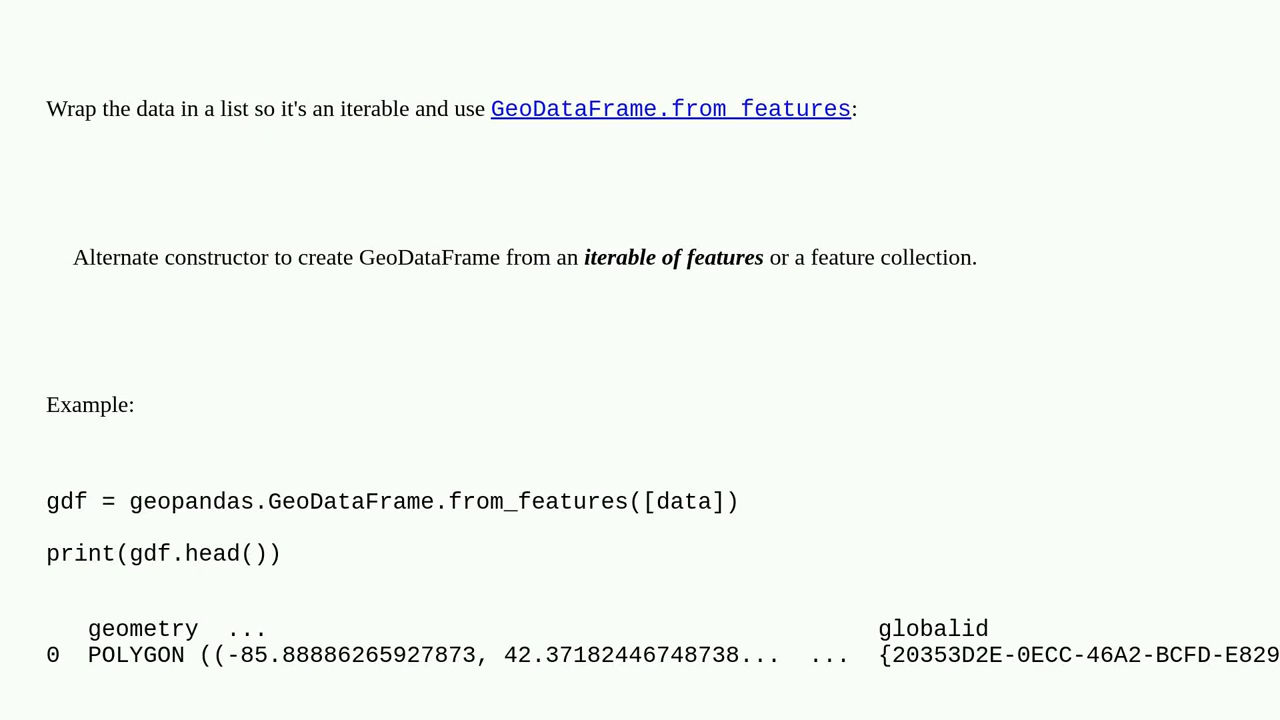 Wrap the data in a list so it's an iterable and use GeoDataFrame.from_features:
Alternate constructor to create GeoDataFrame from an iterable of features or a feature collection.
Example:
gdf = geopandas.GeoDataFrame.from_features([data])
print(gdf.head())
geometry ... globalid
0 POLYGON ((-85.88886265927873, 42.37182446748738... ... {20353D2E-0ECC-46A2-BCFD-E829